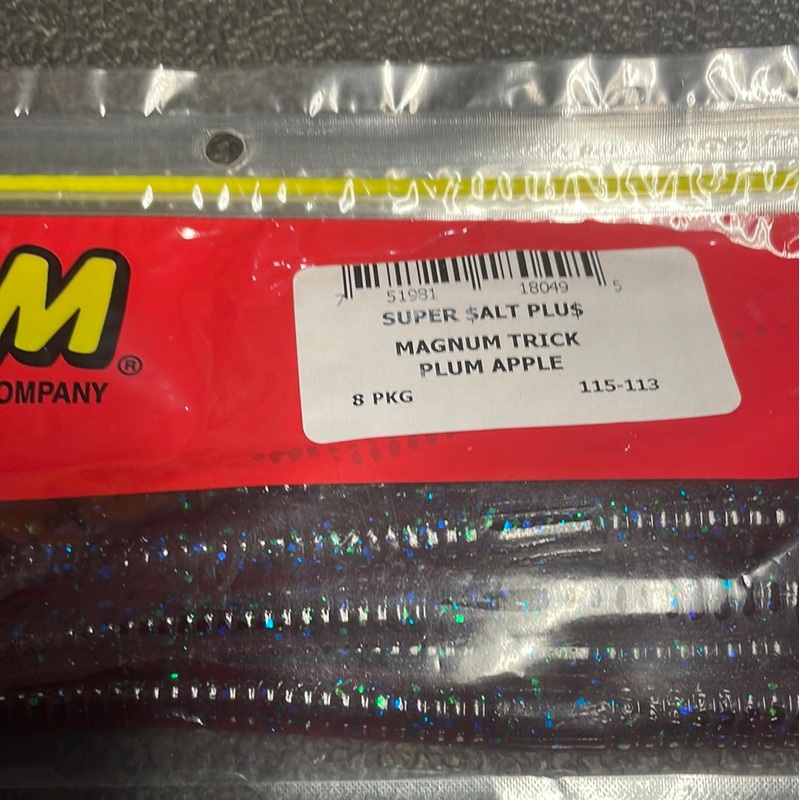 M®
OMPANY
7 51981 18049 5
SUPER $ALT PLU$
MAGNUM TRICK
PLUM APPLE
8 PKG 115-113